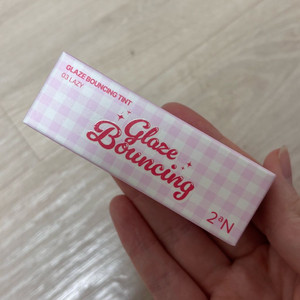 GLAZE BOUNCING TINT
03 LAZY
Glaze
Bouncing
2aN